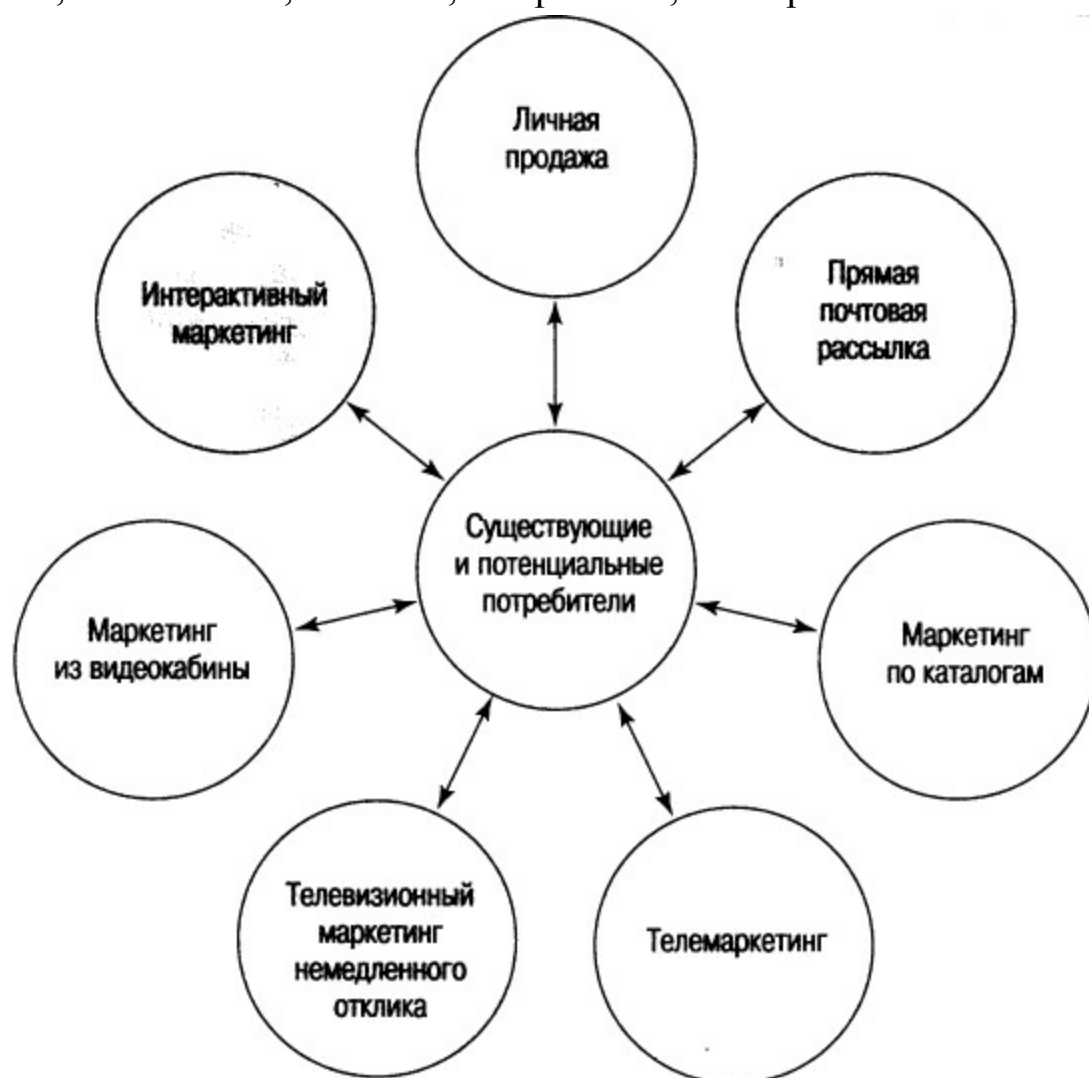 Личная
продажа
Интерактивный
маркетинг
Прямая
почтовая
рассылка
Существующие
и потенциальные
потребители
Маркетинг
из видеокабины
Маркетинг
по каталогам
Телевизионный
маркетинг
немедленного
отклика
Телемаркетинг